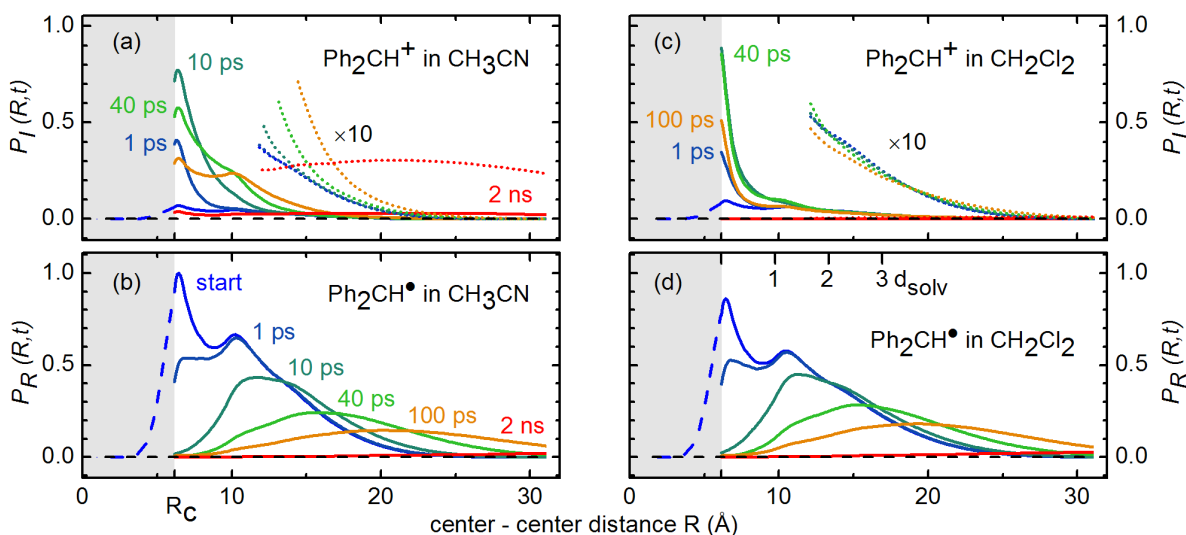 1.0
(a)
10 ps
Ph2CH+ in CH3CN
PI (R,t)
0.5
40 ps
1 ps
×10
2 ns
0.0
(c)
40 ps
Ph2CH+ in CH2Cl2
1.0
PI (R,t)
100 ps
0.5
1 ps
×10
0.0
1.0
(b)
start
Ph2CH● in CH3CN
PR (R,t)
0.5
1 ps
10 ps
40 ps
100 ps
2 ns
0.0
0
RC
10
20
30
(d)
1
2
3 dsolv
1.0
Ph2CH● in CH2Cl2
PR (R,t)
0.5
0.0
0
10
20
30
center - center distance R (Å)